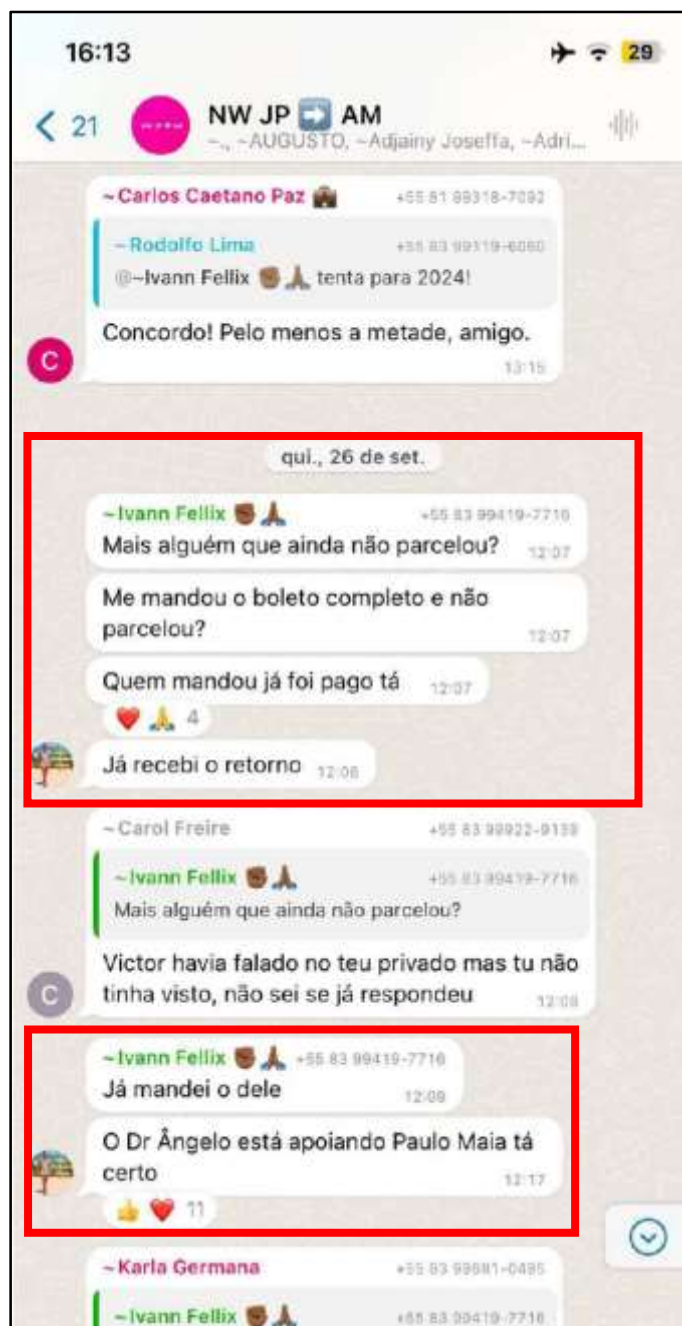 16:13
29
21
NW JP ➡️ AM
~., ~AUGUSTO, ~Adjainy Joseffa, ~Adri...
~Carlos Caetano Paz
+55 81 99318-7092
~Rodolfo Lima
+55 83 99119-6060
@~Ivann Fellix ✊🏾🙏🏾 tenta para 2024!
Concordo! Pelo menos a metade, amigo.
C
13:15
qui., 26 de set.
~Ivann Fellix ✊🏾🙏🏾
+55 83 99419-7716
Mais alguém que ainda não parcelou?
12:07
Me mandou o boleto completo e não
parcelou?
12:07
Quem mandou já foi pago tá
12:07
❤️🙏 4
Já recebi o retorno
12:08
~Carol Freire
+55 83 99922-9139
~Ivann Fellix ✊🏾🙏🏾
+55 83 99419-7716
Mais alguém que ainda não parcelou?
Victor havia falado no teu privado mas tu não
tinha visto, não sei se já respondeu
C
12:08
~Ivann Fellix ✊🏾🙏🏾 +55 83 99419-7716
Já mandei o dele
12:09
O Dr Ângelo está apoiando Paulo Maia tá
certo
12:17
👍❤️ 11
~Karla Germana
~Ivann Fellix ✊🏾🙏🏾
+55 83 99419-7716